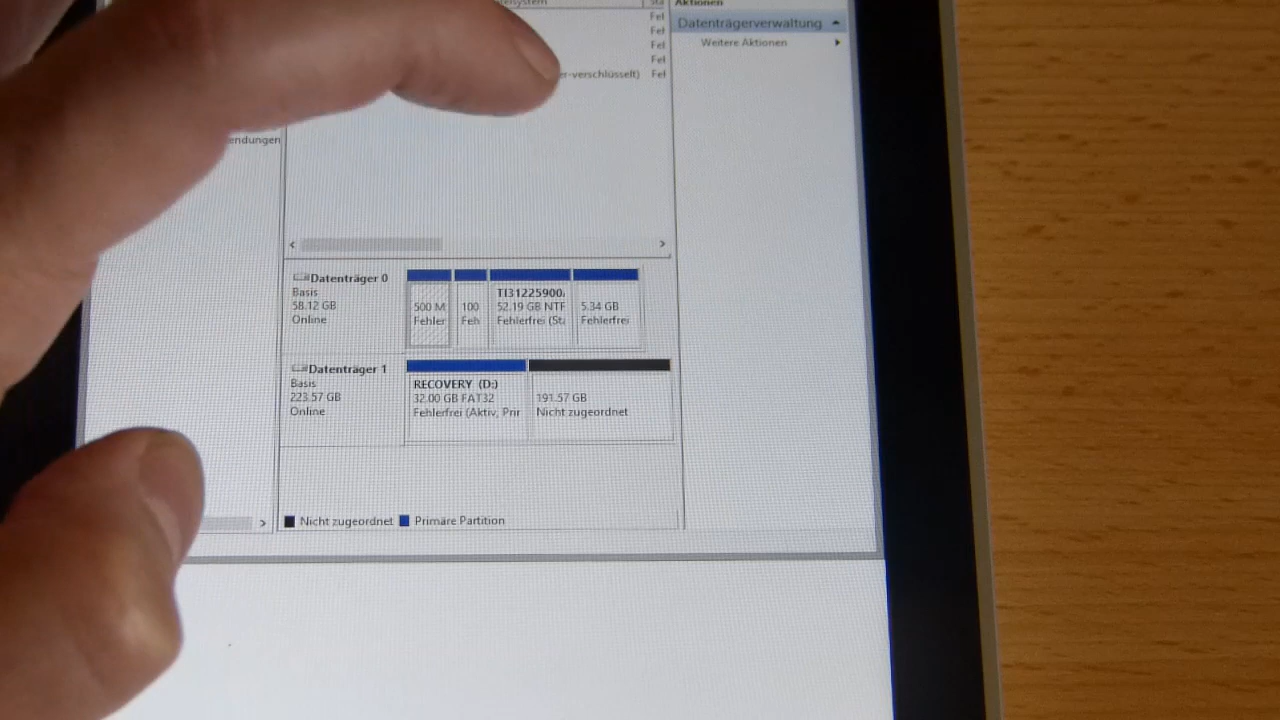 Aktionen
Fel
Datenträgerverwaltung
Fel
Fel
Weitere Aktionen
Fel
er-verschlüsselt) Fel
endungen
Datenträger 0
Basis
58.12 GB
Online
500 M
Fehler
100
Feh
TI31225900.
52.19 GB NTF
Fehlerfrei (St
5.34 GB
Fehlerfrei
Datenträger 1
Basis
223.57 GB
Online
RECOVERY (D:)
32.00 GB FAT32
Fehlerfrei (Aktiv, Prir
191.57 GB
Nicht zugeordnet
Nicht zugeordnet Primäre Partition